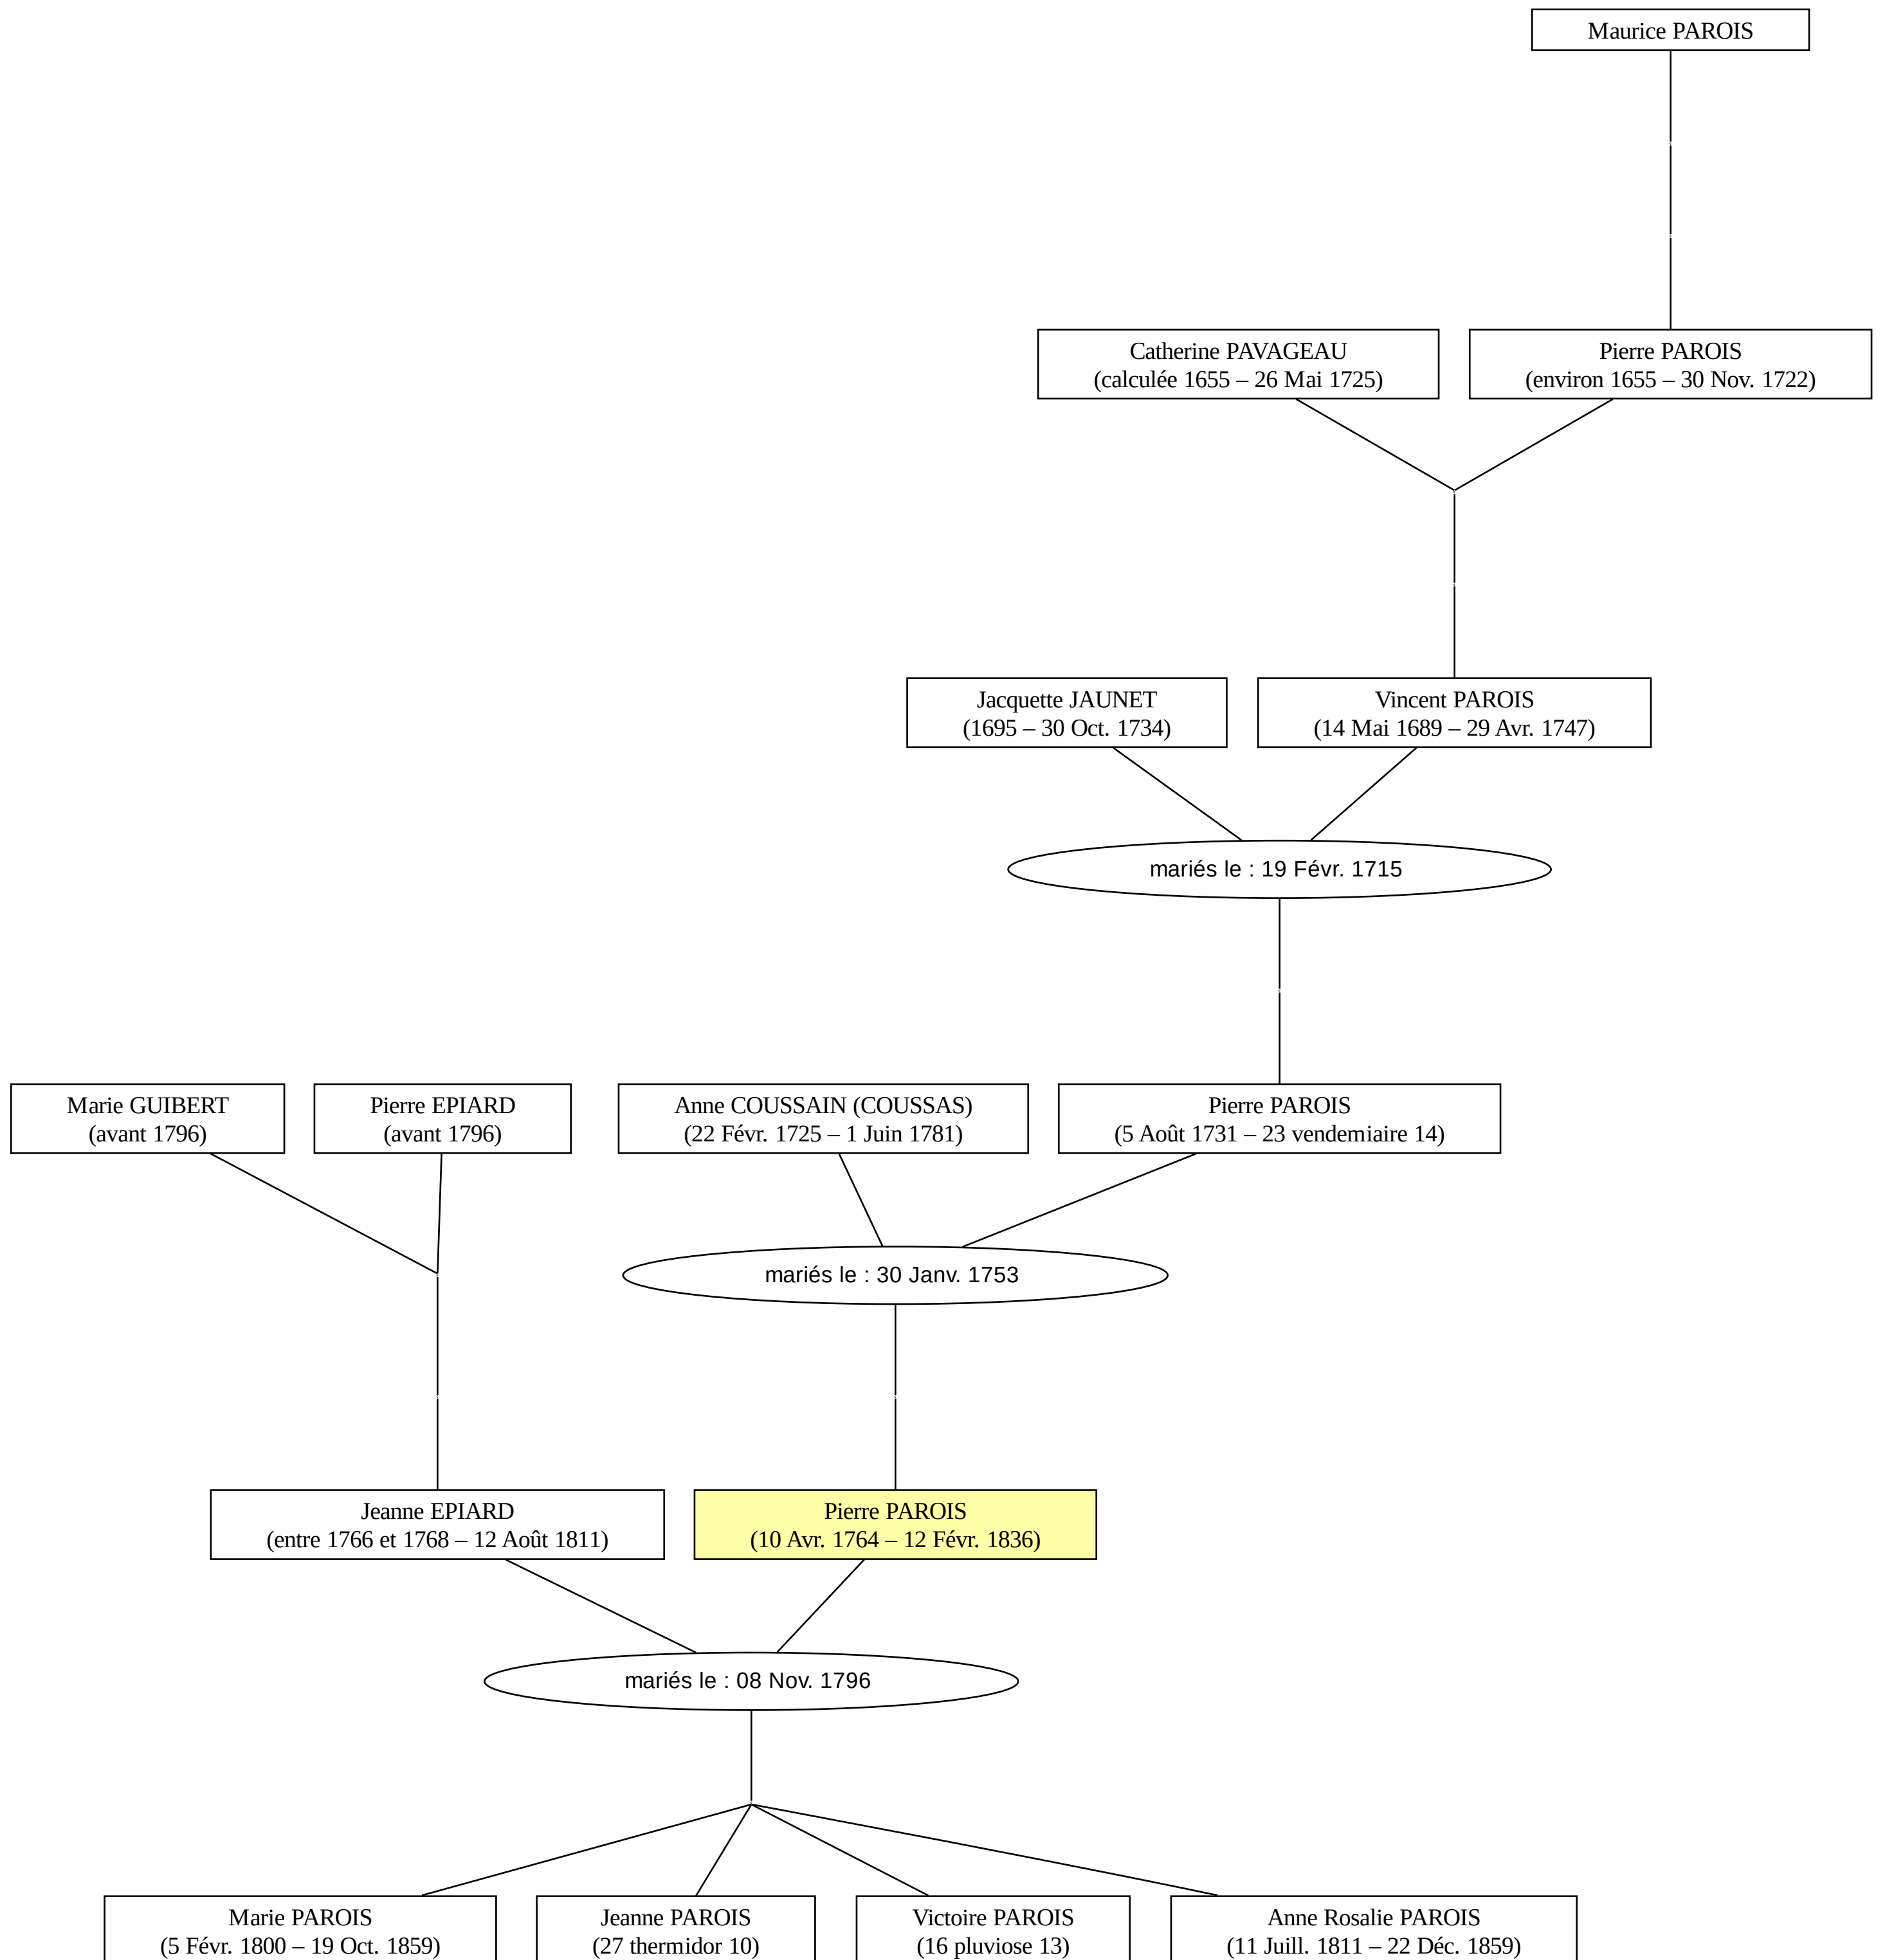 Maurice PAROIS
Catherine PAVAGEAU
(calculée 1655 – 26 Mai 1725)
Pierre PAROIS
(environ 1655 – 30 Nov. 1722)
Jacquette JAUNET
(1695 – 30 Oct. 1734)
Vincent PAROIS
(14 Mai 1689 – 29 Avr. 1747)
mariés le : 19 Févr. 1715
Marie GUIBERT
(avant 1796)
Pierre EPIARD
(avant 1796)
Anne COUSSAIN (COUSSAS)
(22 Févr. 1725 – 1 Juin 1781)
Pierre PAROIS
(5 Août 1731 – 23 vendemiaire 14)
mariés le : 30 Janv. 1753
Jeanne EPIARD
(entre 1766 et 1768 – 12 Août 1811)
Pierre PAROIS
(10 Avr. 1764 – 12 Févr. 1836)
mariés le : 08 Nov. 1796
Marie PAROIS
(5 Févr. 1800 – 19 Oct. 1859)
Jeanne PAROIS
(27 thermidor 10)
Victoire PAROIS
(16 pluviose 13)
Anne Rosalie PAROIS
(11 Juill. 1811 – 22 Déc. 1859)